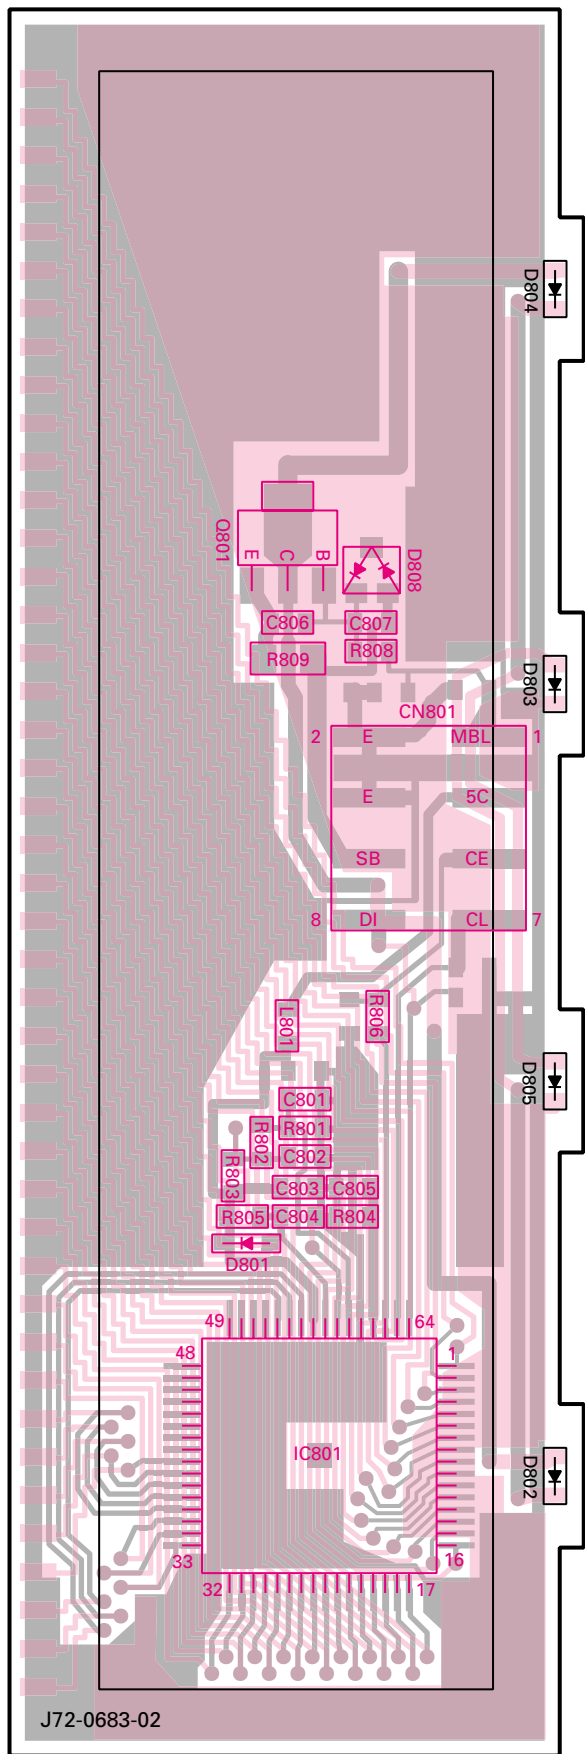 D804
Q801
E C B
D808
C806 C807
R809 R808
D803
CN801
2 E MBL 1
E 5C
SB CE
8 DI CL 7
L801 R806
D805
C801
R801
R802
C802
R803
C803 C805
R805 C804 R804
D801
49 64
48 1
IC801
D802
33 16
32 17
J72-0683-02